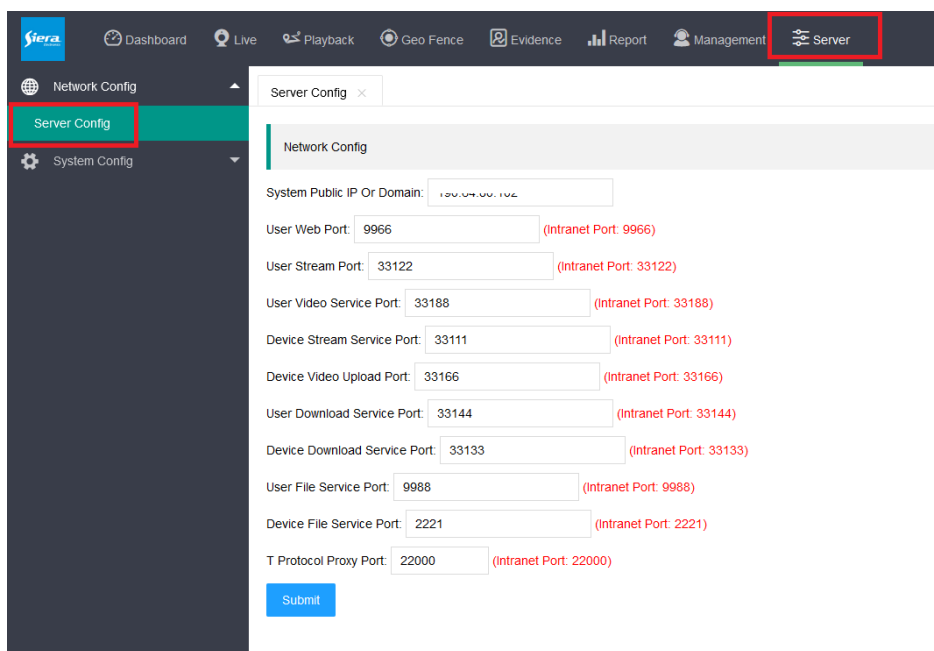 Siera
Dashboard Live Playback Geo Fence Evidence Report Management Server
Network Config
Server Config
System Config
Server Config ×
Network Config
System Public IP Or Domain:
User Web Port: 9966 (Intranet Port: 9966)
User Stream Port: 33122 (Intranet Port: 33122)
User Video Service Port: 33188 (Intranet Port: 33188)
Device Stream Service Port: 33111 (Intranet Port: 33111)
Device Video Upload Port: 33166 (Intranet Port: 33166)
User Download Service Port: 33144 (Intranet Port: 33144)
Device Download Service Port: 33133 (Intranet Port: 33133)
User File Service Port: 9988 (Intranet Port: 9988)
Device File Service Port: 2221 (Intranet Port: 2221)
T Protocol Proxy Port: 22000 (Intranet Port: 22000)
Submit